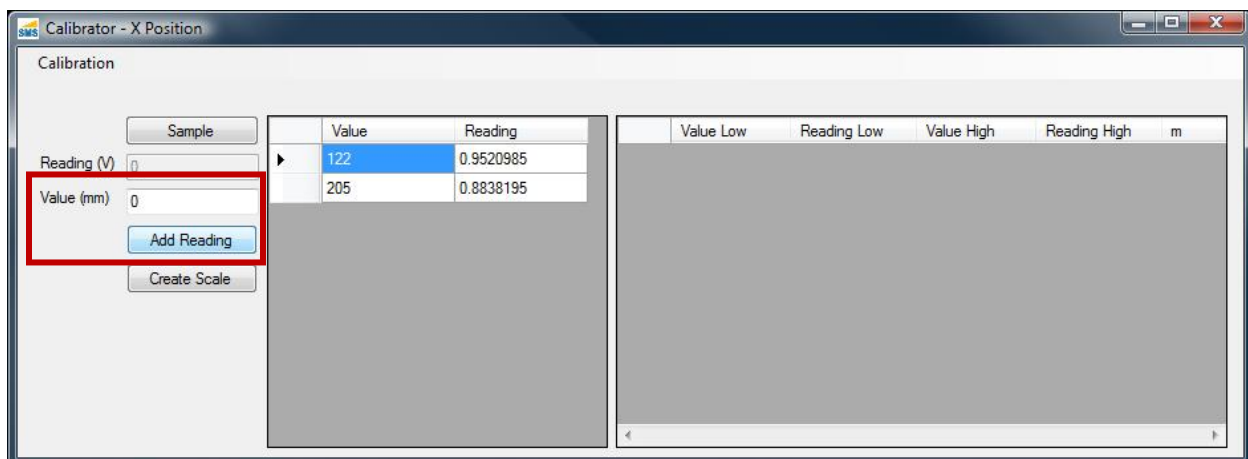 SMS Calibrator - X Position
Calibration
Sample
Reading (V) 0
Value (mm) 0
Add Reading
Create Scale
Value Reading
122 0.9520985
205 0.8838195
Value Low Reading Low Value High Reading High m